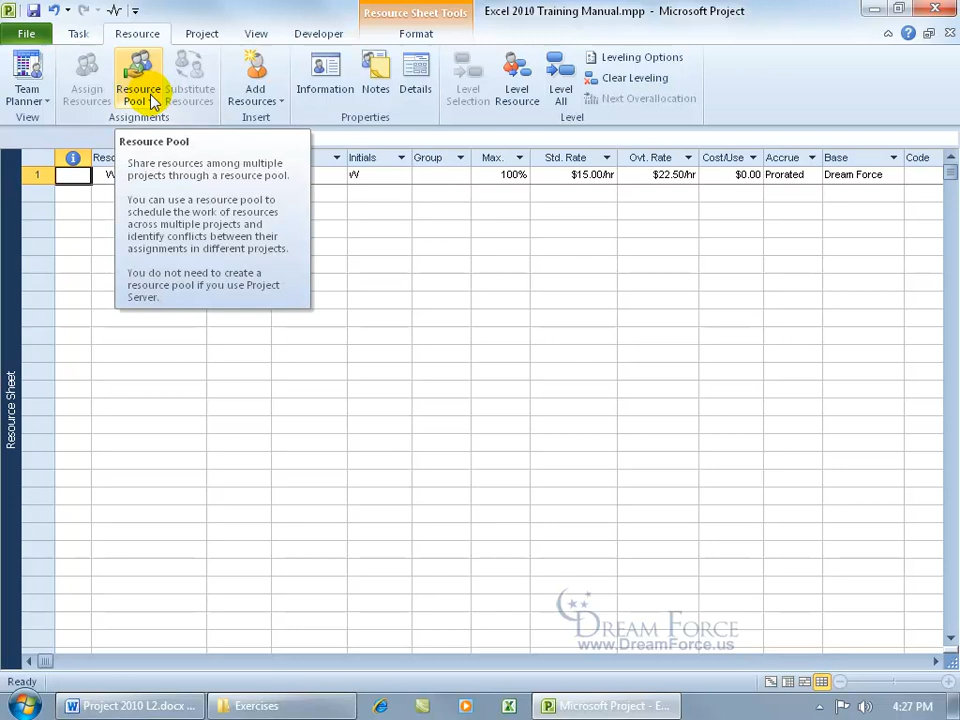 Resource Sheet Tools
Excel 2010 Training Manual.mpp - Microsoft Project
File Task Resource Project View Developer Format
Team Planner
Assign Resources
Resource Pool
Substitute Resources
Add Resources
Information
Notes
Details
Level Selection
Level Resource
Level All
Leveling Options
Clear Leveling
Next Overallocation
View Assignments Insert Properties Level
Resource Pool
Share resources among multiple
projects through a resource pool.
You can use a resource pool to
schedule the work of resources
across multiple projects and
identify conflicts between their
assignments in different projects.
You do not need to create a
resource pool if you use Project
Server.
Reso Initials Group Max. Std. Rate Ovt. Rate Cost/Use Accrue Base Code
1 W W 100% $15.00/hr $22.50/hr $0.00 Prorated Dream Force
Resource Sheet
DREAM FORCE
www.DreamForce.us
Ready
Project 2010 L2.docx ...
Exercises
Microsoft Project - E...
4:27 PM